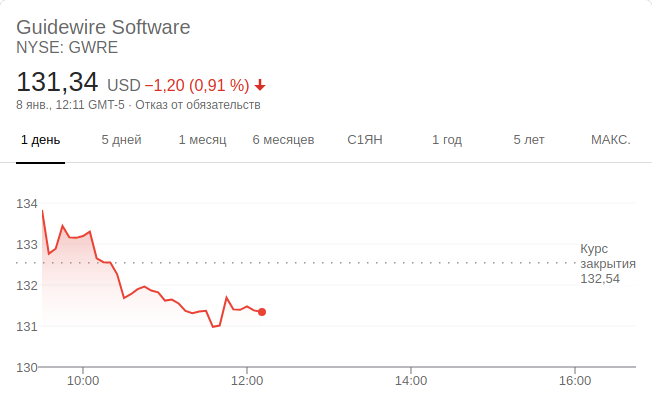 Guidewire Software
NYSE: GWRE
131,34 USD −1,20 (0,91 %)
8 янв., 12:11 GMT-5 · Отказ от обязательств
1 день 5 дней 1 месяц 6 месяцев С1ЯН 1 год 5 лет МАКС.
134
133
132
131
130
Курс
закрытия
132,54
10:00 12:00 14:00 16:00